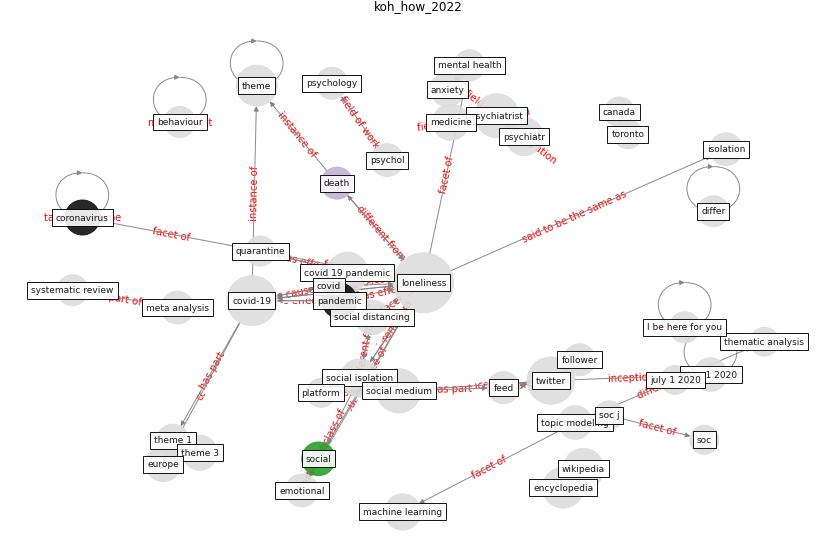 koh_how_2022
mental health
theme
psychology
anxiety
psychiatrist
canada
medicine
behaviour
toronto
psychiatr
field of work
isolation
psychol
instance of
facet of
death
instance of
differ
coronavirus
different from
said to be the same as
facet of
quarantine
covid 19 pandemic
loneliness
covid
systematic review
part of
covid-19
pandemic
meta analysis
social distancing
I be here for you
thematic analysis
follower
has part
social isolation
inception
july 1 2020
1 2020
twitter
feed
platform
social medium
as part
topic modeling
soc j
facet of
soc
class of
theme 1
theme 3
europe
social
facet of
wikipedia
emotional
encyclopedia
machine learning